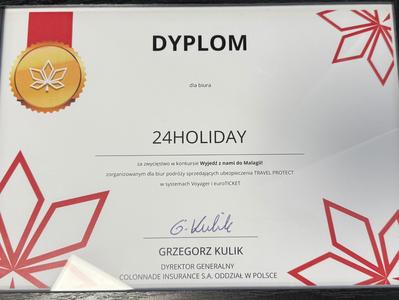 DYPLOM
dla biura
24HOLIDAY
za zwycięstwo w konkursie Wyjedź z nami do Malagii!
zorganizowanym dla biur podróży sprzedających ubezpieczenia TRAVEL PROTECT
w systemach Voyager i euroTICKET
G. Kulik
GRZEGORZ KULIK
DYREKTOR GENERALNY
COLONNADE INSURANCE S.A. ODDZIAŁ W POLSCE